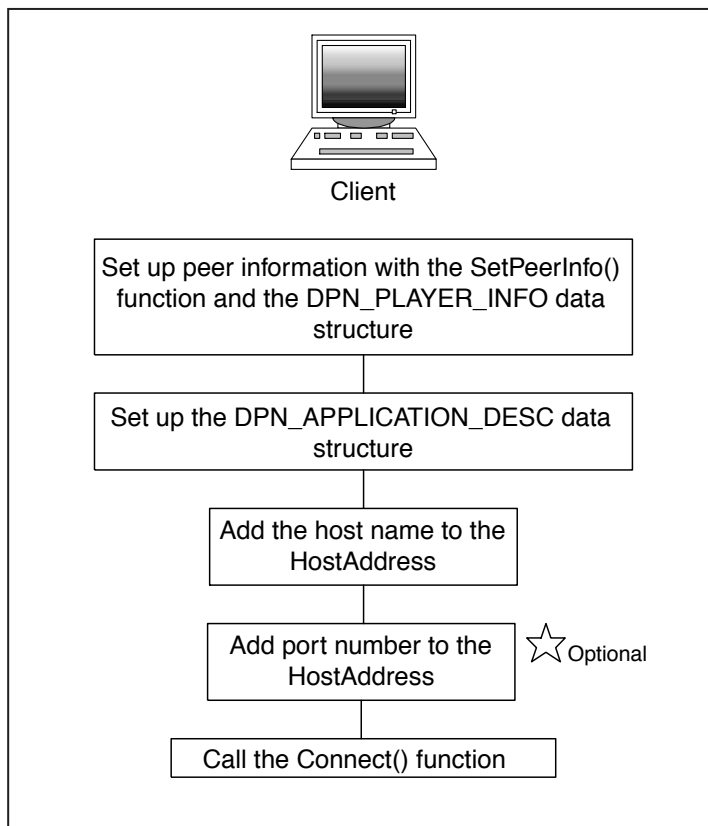 Client
Set up peer information with the SetPeerInfo()
function and the DPN_PLAYER_INFO data
structure
Set up the DPN_APPLICATION_DESC data
structure
Add the host name to the
HostAddress
Add port number to the
HostAddress
Optional
Call the Connect() function